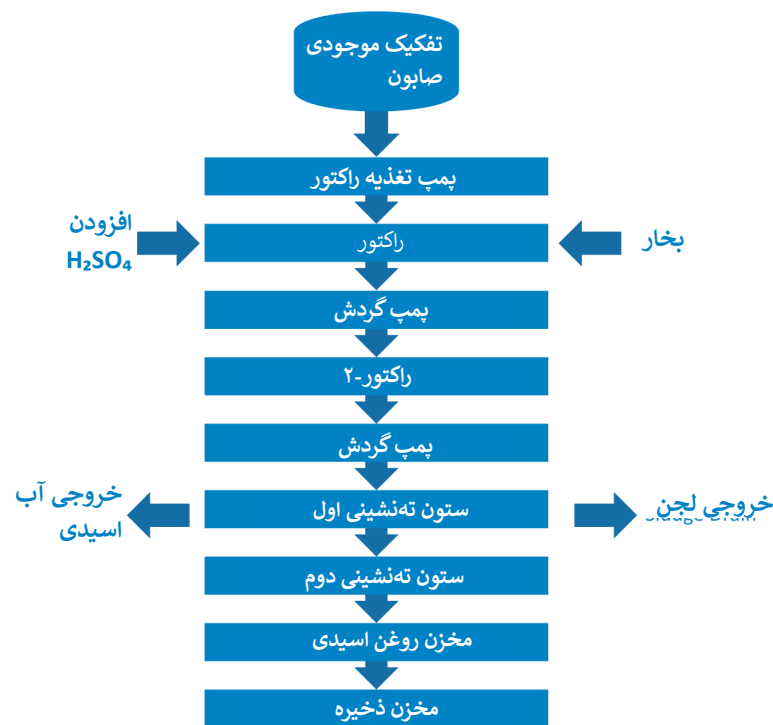 تفکیک موجودی
صابون
پمپ تغذیه راکتور
افزودن
H₂SO₄
راکتور
بخار
پمپ گردش
راکتور-۲
پمپ گردش
خروجی آب
اسیدی
ستون ته‌نشینی اول
خروجی لجن
ستون ته‌نشینی دوم
مخزن روغن اسیدی
مخزن ذخیره